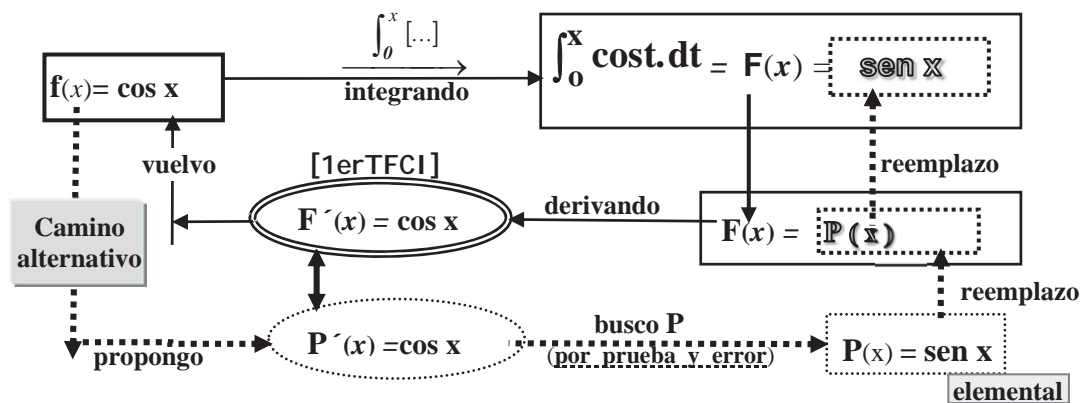 ∫₀ˣ […]
integrando
f(x)= cos x
∫₀ˣ cost.dt = F(x) = sen x
vuelvo
[1erTFCI]
reemplazo
Camino
alternativo
F´(x) = cos x
derivando
F(x) = ℙ(x)
reemplazo
propongo
P´(x) =cos x
busco P
(por prueba y error)
P(x) = sen x
elemental